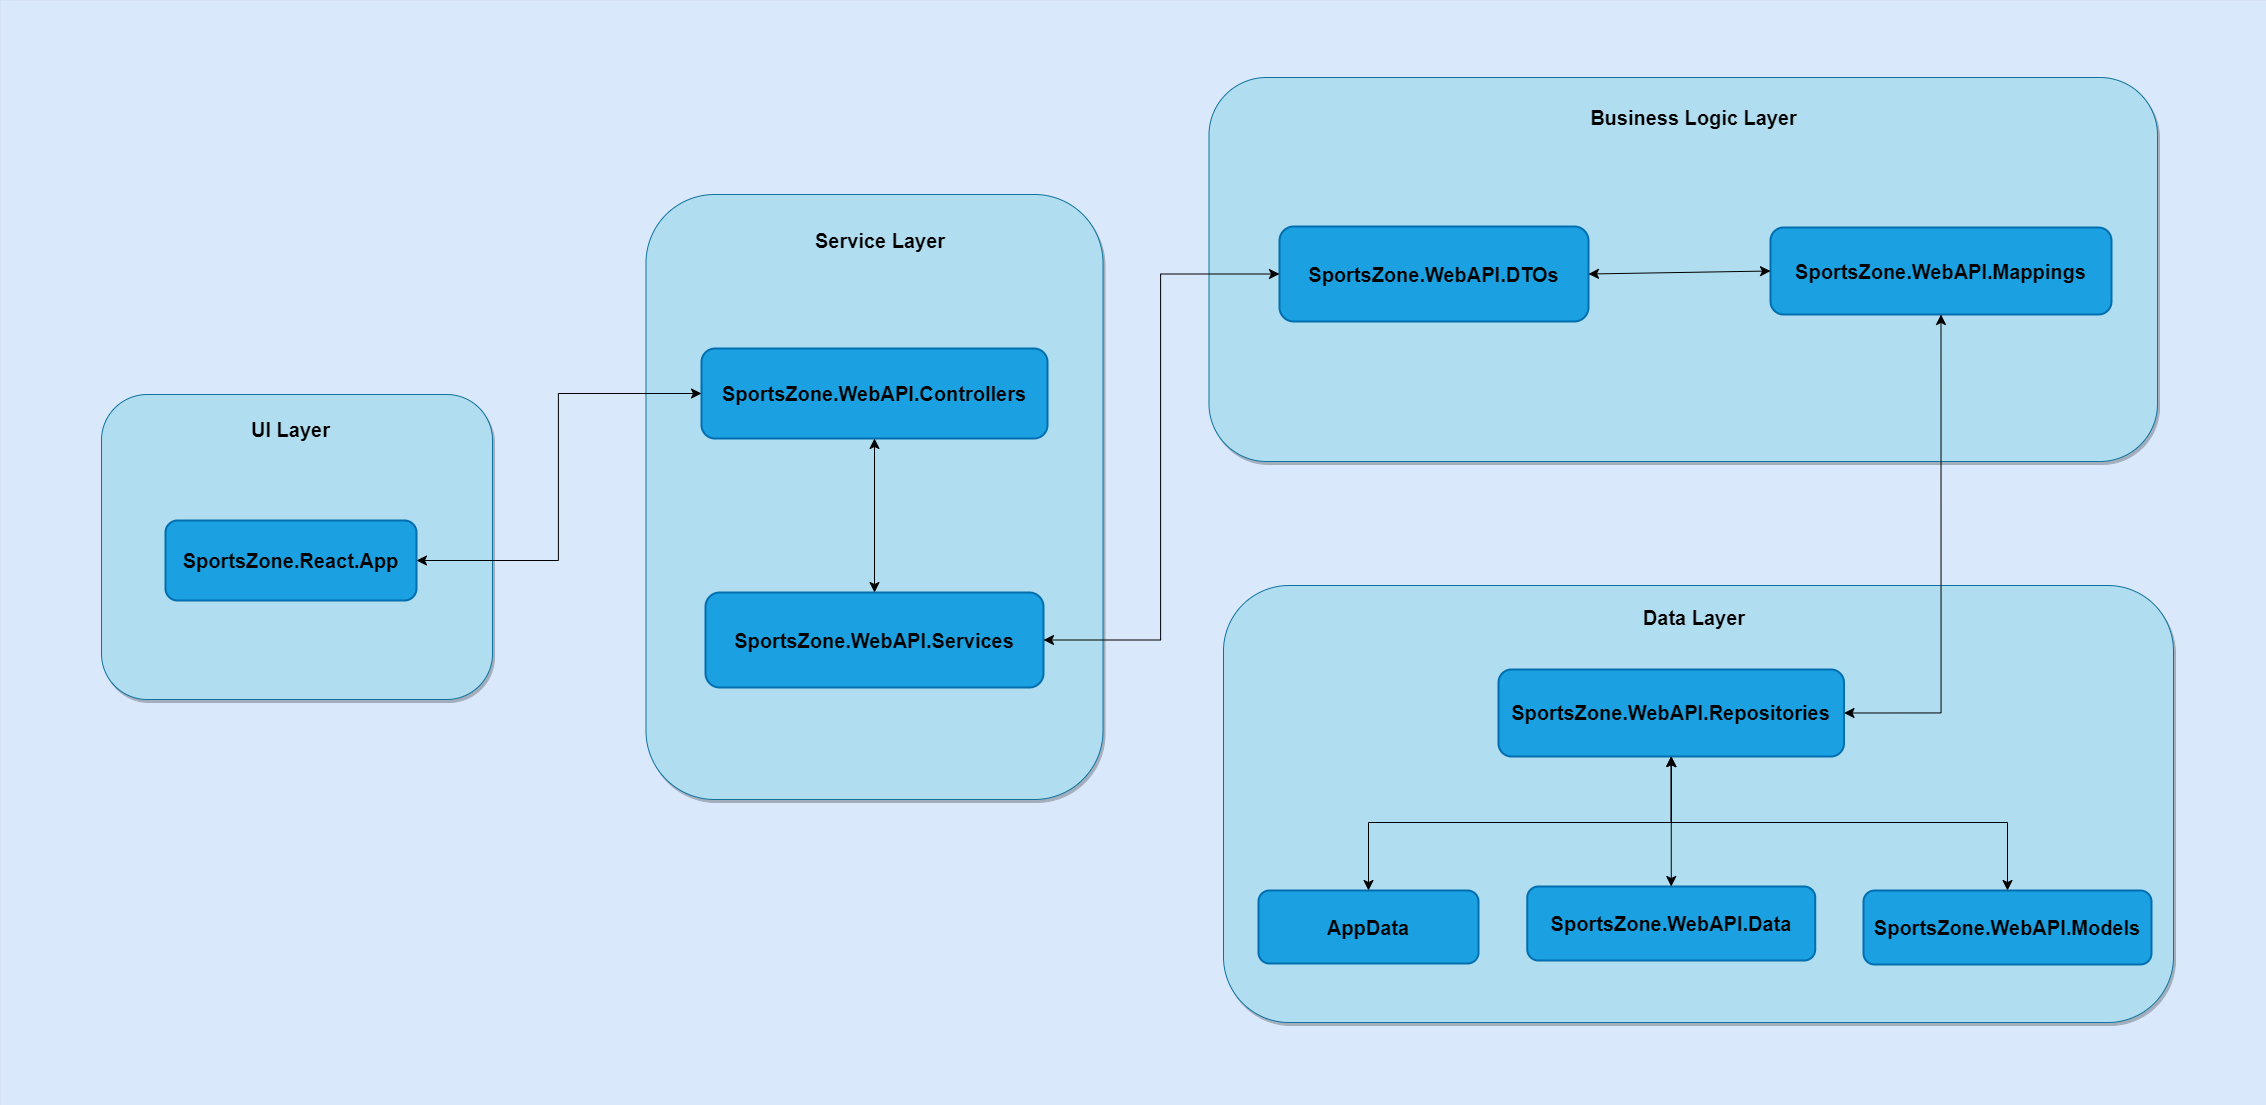 UI Layer
SportsZone.React.App
Service Layer
SportsZone.WebAPI.Controllers
SportsZone.WebAPI.Services
Business Logic Layer
SportsZone.WebAPI.DTOs
SportsZone.WebAPI.Mappings
Data Layer
SportsZone.WebAPI.Repositories
AppData
SportsZone.WebAPI.Data
SportsZone.WebAPI.Models